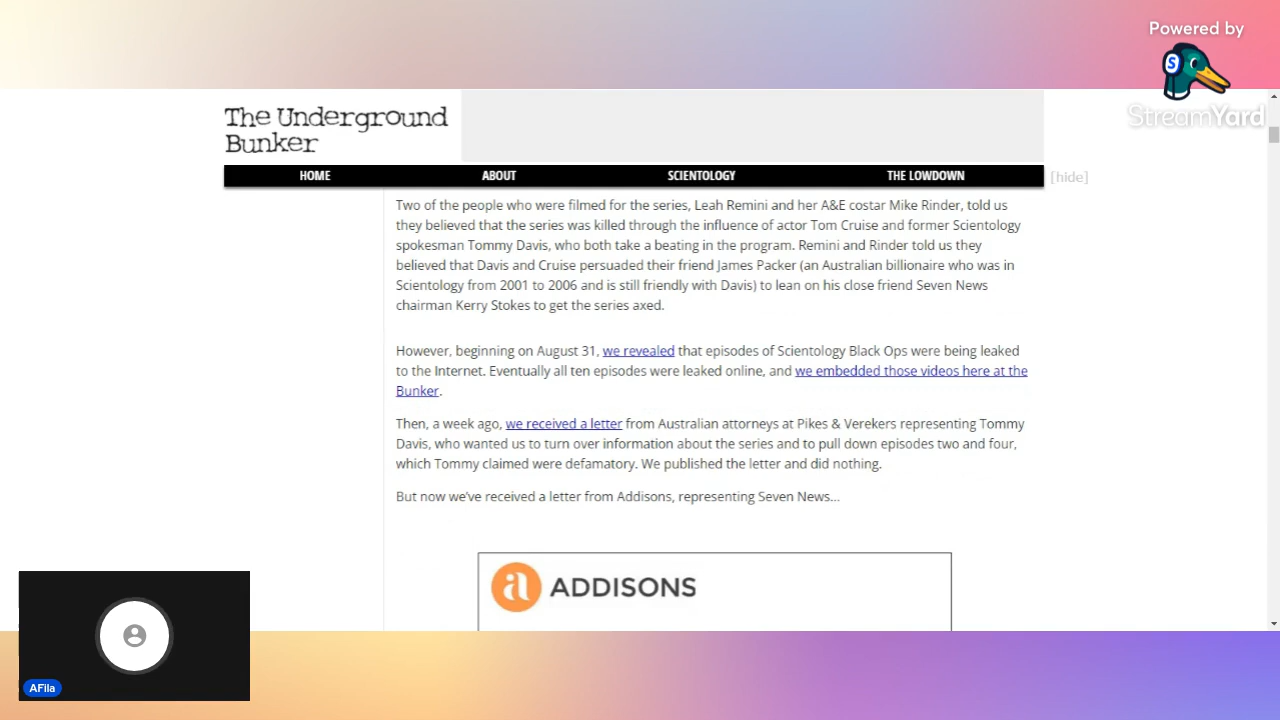 Powered by
S
StreamYard
The Underground
Bunker
HOME ABOUT SCIENTOLOGY THE LOWDOWN
[hide]
Two of the people who were filmed for the series, Leah Remini and her A&E costar Mike Rinder, told us
they believed that the series was killed through the influence of actor Tom Cruise and former Scientology
spokesman Tommy Davis, who both take a beating in the program. Remini and Rinder told us they
believed that Davis and Cruise persuaded their friend James Packer (an Australian billionaire who was in
Scientology from 2001 to 2006 and is still friendly with Davis) to lean on his close friend Seven News
chairman Kerry Stokes to get the series axed.
However, beginning on August 31, we revealed that episodes of Scientology Black Ops were being leaked
to the Internet. Eventually all ten episodes were leaked online, and we embedded those videos here at the
Bunker.
Then, a week ago, we received a letter from Australian attorneys at Pikes & Verekers representing Tommy
Davis, who wanted us to turn over information about the series and to pull down episodes two and four,
which Tommy claimed were defamatory. We published the letter and did nothing.
But now we've received a letter from Addisons, representing Seven News...
a ADDISONS
AFila